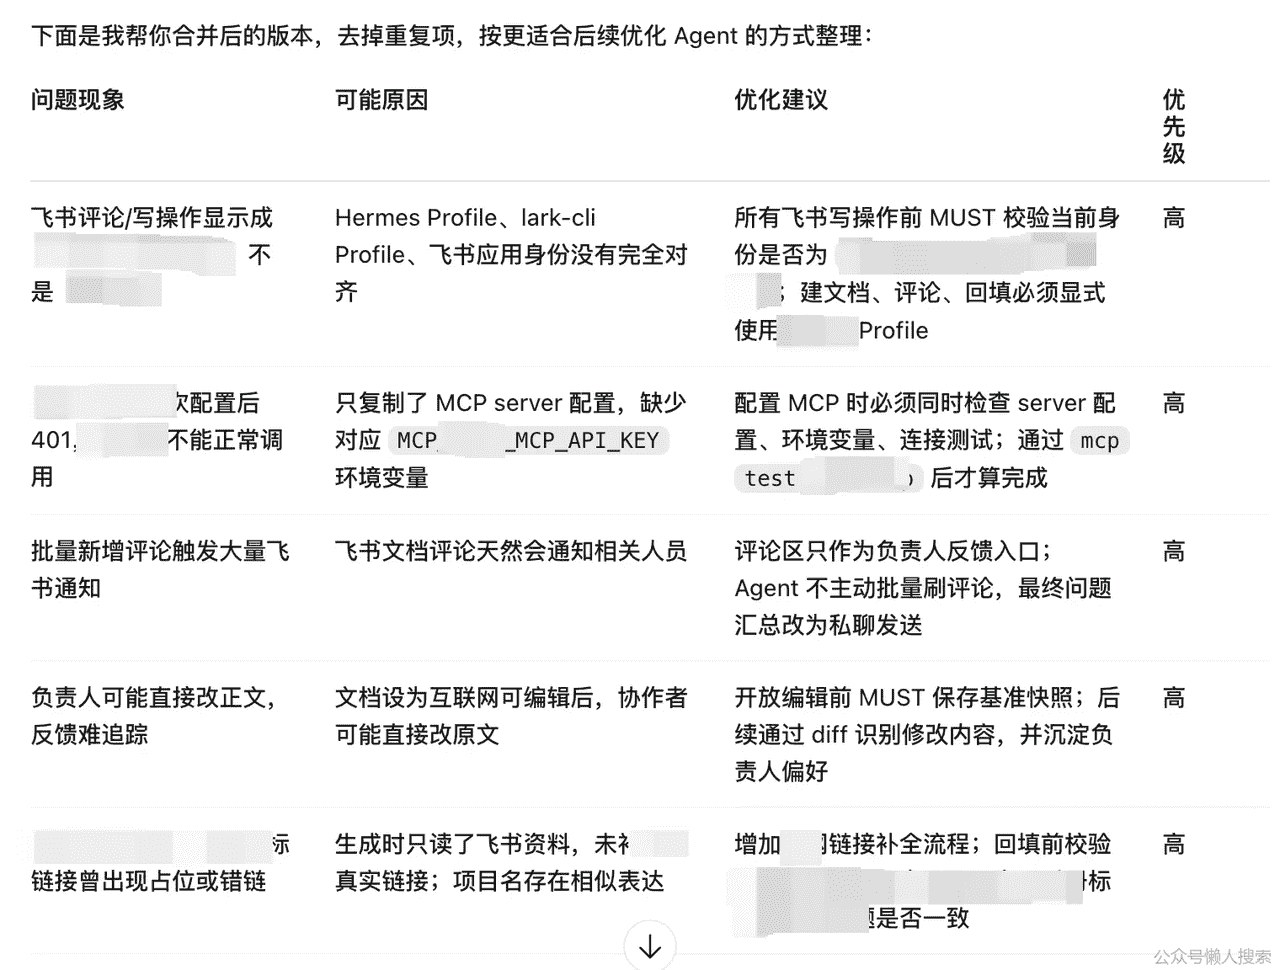 下面是我帮你合并后的版本，去掉重复项，按更适合后续优化 Agent 的方式整理：
问题现象
可能原因
优化建议
优先级
飞书评论/写操作显示成
不
是
Hermes Profile、lark-cli
Profile、飞书应用身份没有完全对
齐
所有飞书写操作前 MUST 校验当前身
份是否为
；建文档、评论、回填必须显式
使用 Profile
高
次配置后
401, 不能正常调
用
只复制了 MCP server 配置，缺少
对应 MCP_ _MCP_API_KEY
环境变量
配置 MCP 时必须同时检查 server 配
置、环境变量、连接测试；通过 mcp
test 后才算完成
高
批量新增评论触发大量飞
书通知
飞书文档评论天然会通知相关人员
评论区只作为负责人反馈入口；
Agent 不主动批量刷评论，最终问题
汇总改为私聊发送
高
负责人可能直接改正文，
反馈难追踪
文档设为互联网可编辑后，协作者
可能直接改原文
开放编辑前 MUST 保存基准快照；后
续通过 diff 识别修改内容，并沉淀负
责人偏好
高
标
链接曾出现占位或错链
生成时只读了飞书资料，未补
真实链接；项目名存在相似表达
增加 网链接补全流程；回填前校验
标
题是否一致
高
公众号懒人搜索